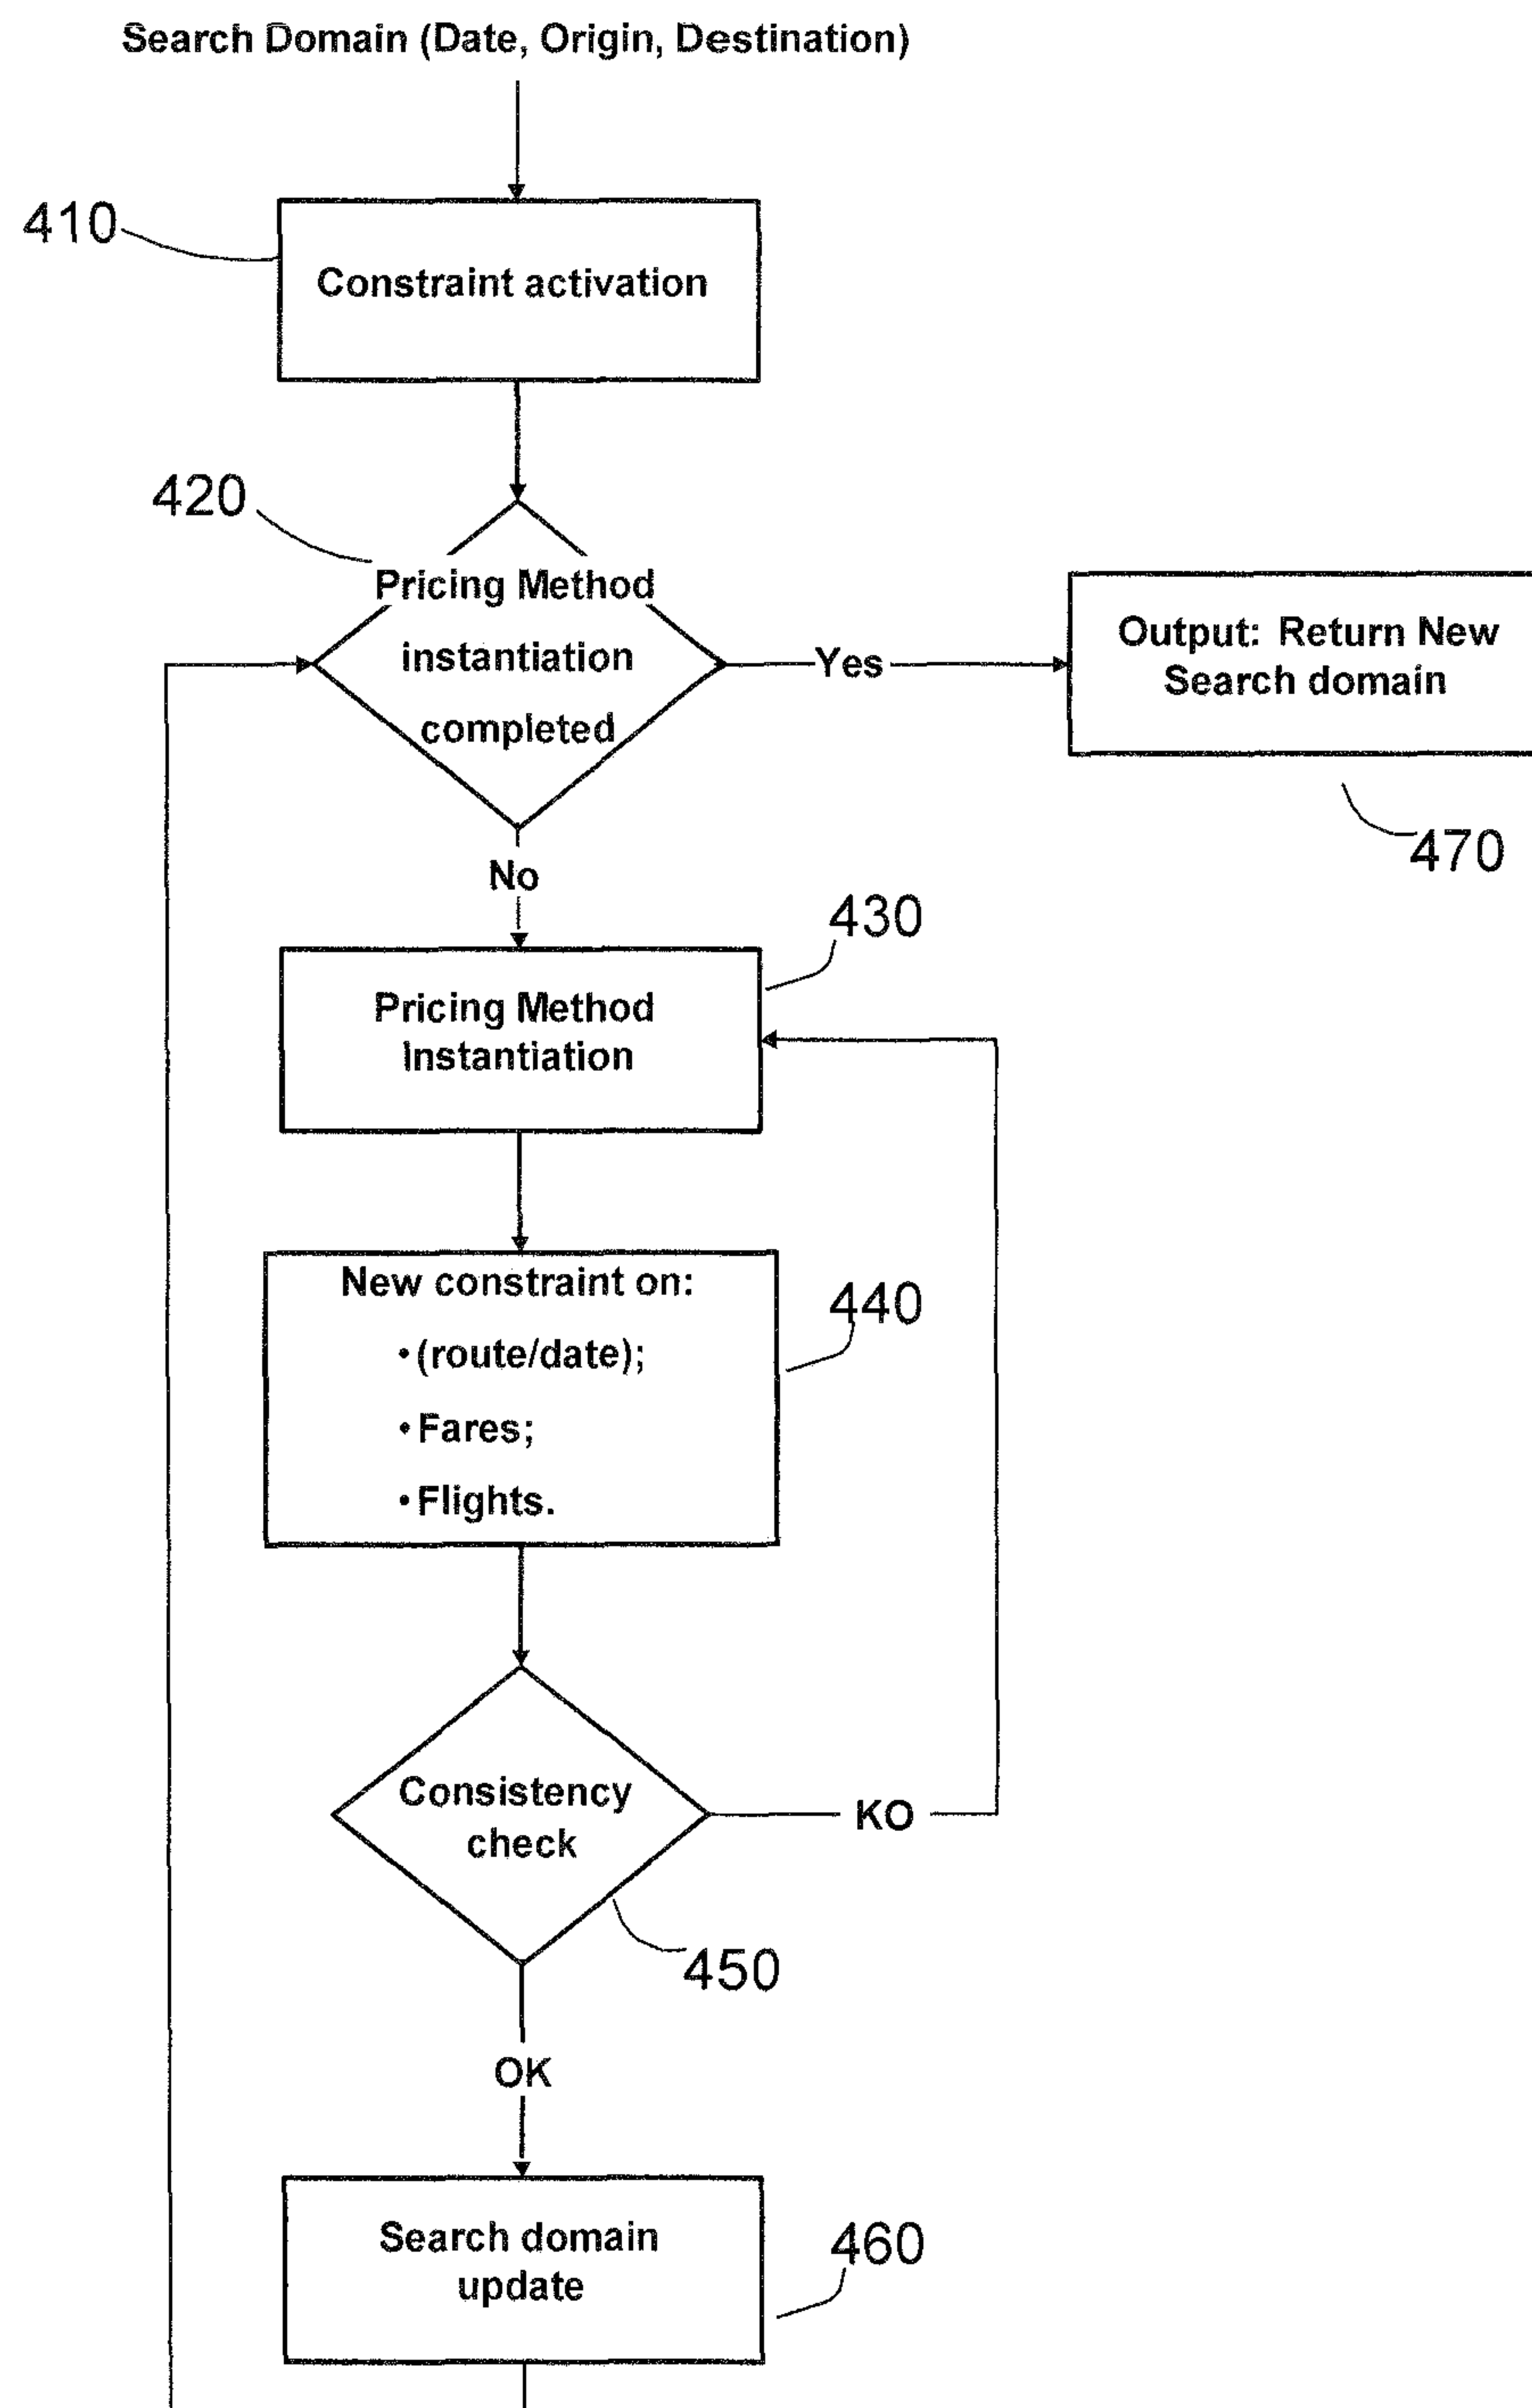 Search Domain (Date, Origin, Destination)
410
Constraint activation
420
Pricing Method
instantiation
completed
Yes
Output: Return New
Search domain
470
No
430
Pricing Method
Instantiation
New constraint on:
• (route/date);
• Fares;
• Flights.
440
Consistency
check
KO
450
OK
Search domain
update
460